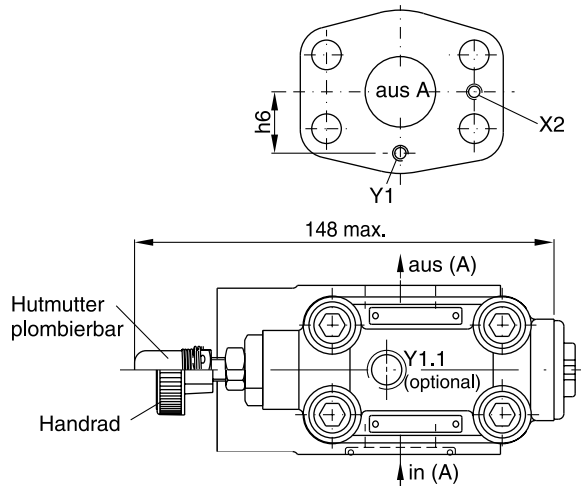 aus A
h6
X2
Y1
148 max.
aus (A)
Hutmutter
plombierbar
Y1.1
(optional)
Handrad
in (A)